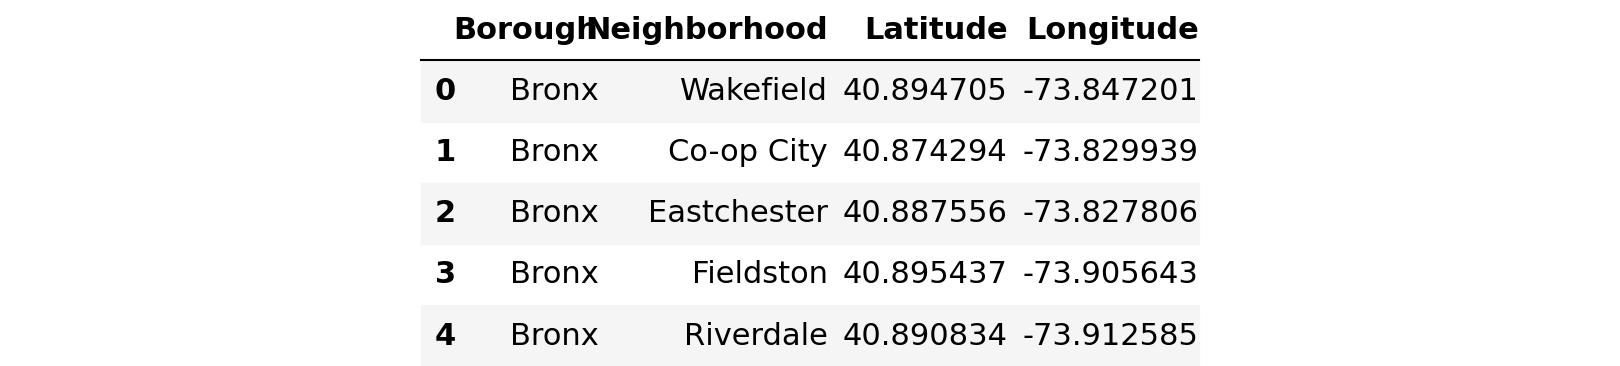 Borough Neighborhood Latitude Longitude
0 Bronx Wakefield 40.894705 -73.847201
1 Bronx Co-op City 40.874294 -73.829939
2 Bronx Eastchester 40.887556 -73.827806
3 Bronx Fieldston 40.895437 -73.905643
4 Bronx Riverdale 40.890834 -73.912585